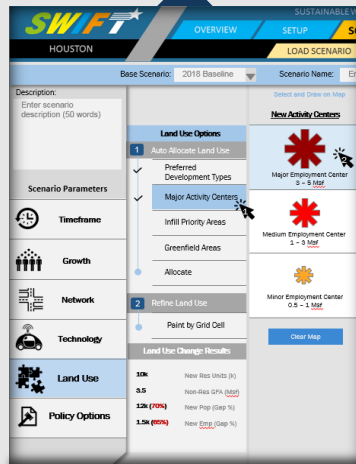 SUSTAINABLE
SWIFT
OVERVIEW
SETUP
HOUSTON
LOAD SCENARIO
Base Scenario:
2018 Baseline
Scenario Name:
Description:
Enter scenario
description (50 words)
Select and Draw on Map
New Activity Centers
Land Use Options
1 Auto Allocate Land Use
Preferred
Development Types
Major Activity Centers
Infill Priority Areas
Greenfield Areas
Allocate
2 Refine Land Use
Paint by Grid Cell
Land Use Change Results
10k New Res Units (k)
3.5 Non-Res GFA (Msf)
12k (70%) New Pop (Gap %)
1.5k (65%) New Emp (Gap %)
Major Employment Center
3 – 5 Msf
Medium Employment Center
1 – 3 Msf
Minor Employment Center
0.5 – 1 Msf
Clear Map
Scenario Parameters
Timeframe
Growth
Network
Technology
Land Use
Policy Options